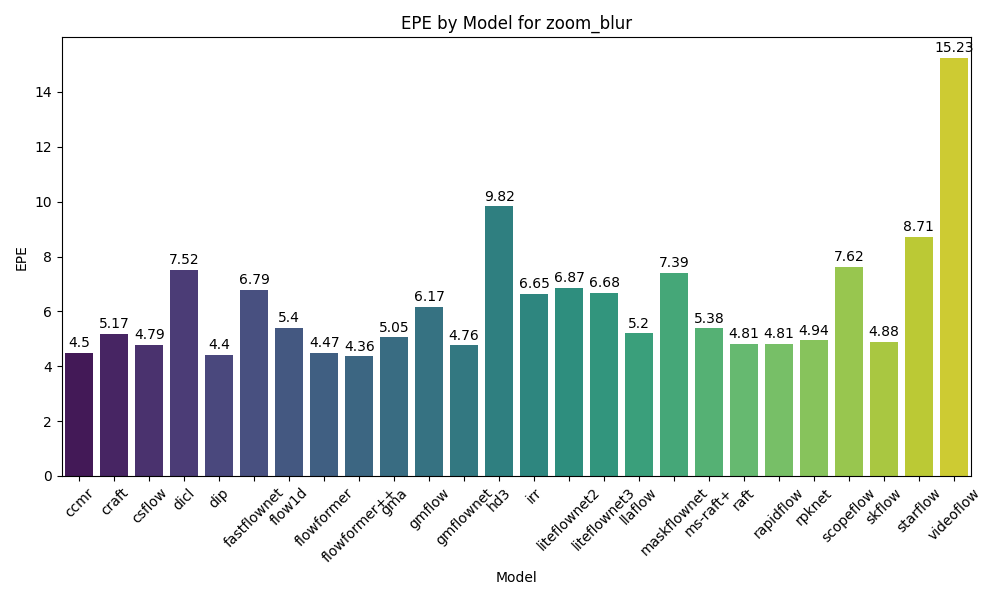 EPE by Model for zoom_blur
EPE
14
12
10
8
6
4
2
0
4.5
5.17
4.79
7.52
4.4
6.79
5.4
4.47
4.36
5.05
6.17
4.76
9.82
6.65
6.87
6.68
5.2
7.39
5.38
4.81
4.81
4.94
7.62
4.88
8.71
15.23
ccmr
craft
csflow
dicl
dip
fastflownet
flow1d
flowformer
flowformer++
gma
gmflow
gmflownet
hd3
irr
liteflownet2
liteflownet3
llaflow
maskflownet
ms-raft+
raft
rapidflow
rpknet
scopeflow
skflow
starflow
videoflow
Model